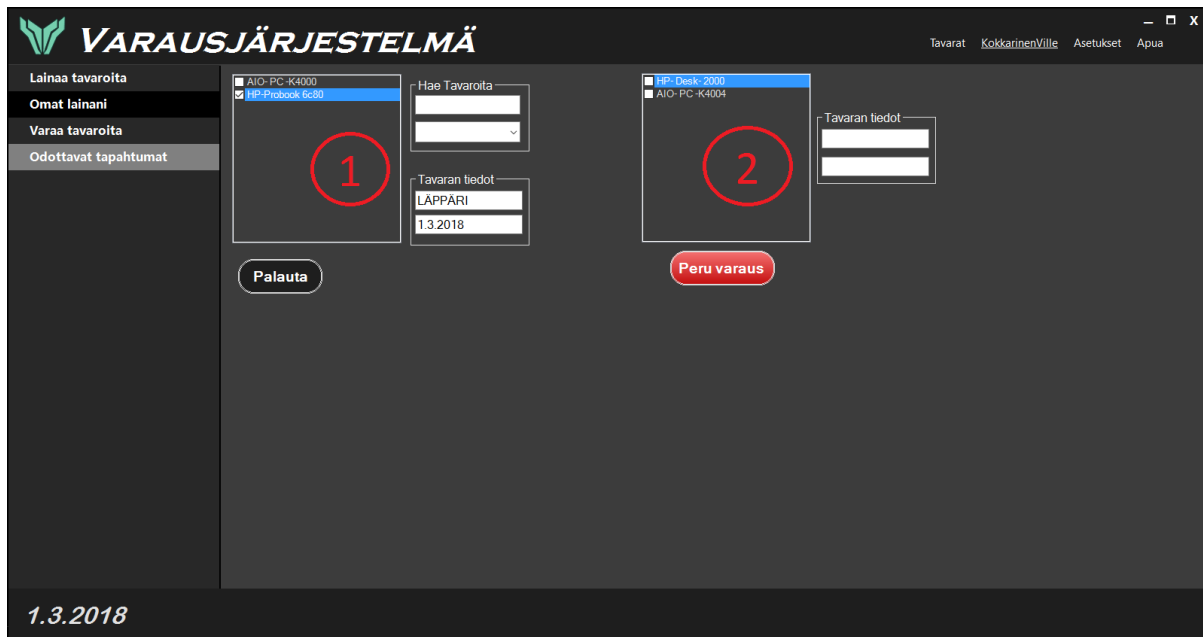 VARAUSJÄRJESTELMÄ
X
Tavarat KokkarinenVille Asetukset Apua
Lainaa tavaroita
Omat lainani
Varaa tavaroita
Odottavat tapahtumat
AIO- PC -K4000
HP-Probook 6c80
1
Hae Tavaroita
Tavaran tiedot
LÄPPÄRI
1.3.2018
Palauta
HP- Desk- 2000
AIO- PC -K4004
2
Tavaran tiedot
Peru varaus
1.3.2018